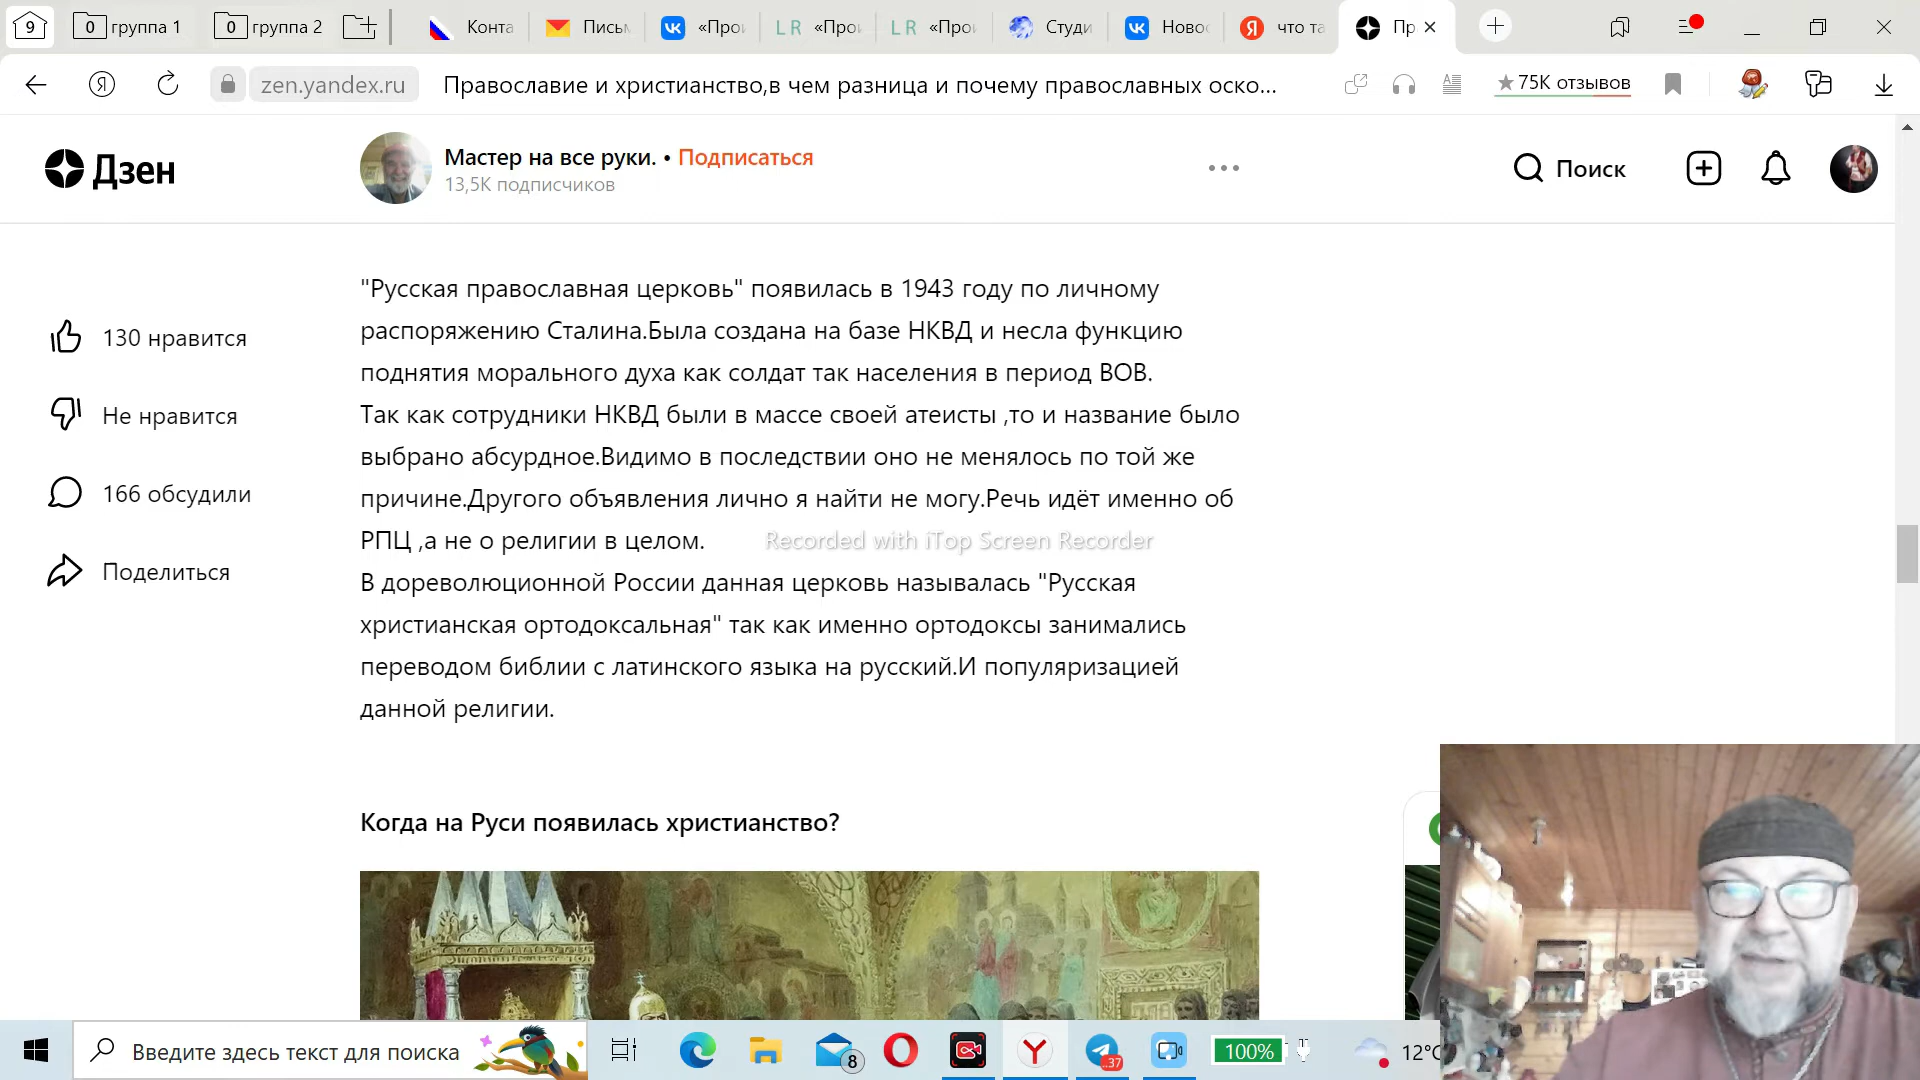 9
0 группа 1
0 группа 2
Конта
Письм
«Прои
LR «Прои
LR «Прои
Студи
Новос
что та
Пр
zen.yandex.ru
Православие и христианство,в чем разница и почему православных оско...
75K отзывов
Дзен
Мастер на все руки. • Подписаться
13,5K подписчиков
Поиск
"Русская православная церковь" появилась в 1943 году по личному
распоряжению Сталина.Была создана на базе НКВД и несла функцию
поднятия морального духа как солдат так населения в период ВОВ.
Так как сотрудники НКВД были в массе своей атеисты ,то и название было
выбрано абсурдное.Видимо в последствии оно не менялось по той же
причине.Другого объявления лично я найти не могу.Речь идёт именно об
РПЦ ,а не о религии в целом.
В дореволюционной России данная церковь называлась "Русская
христианская ортодоксальная" так как именно ортодоксы занимались
переводом библии с латинского языка на русский.И популяризацией
данной религии.
130 нравится
Не нравится
166 обсудили
Поделиться
Recorded with iTop Screen Recorder
Когда на Руси появилась христианство?
Введите здесь текст для поиска
8
..37
100%
12°C